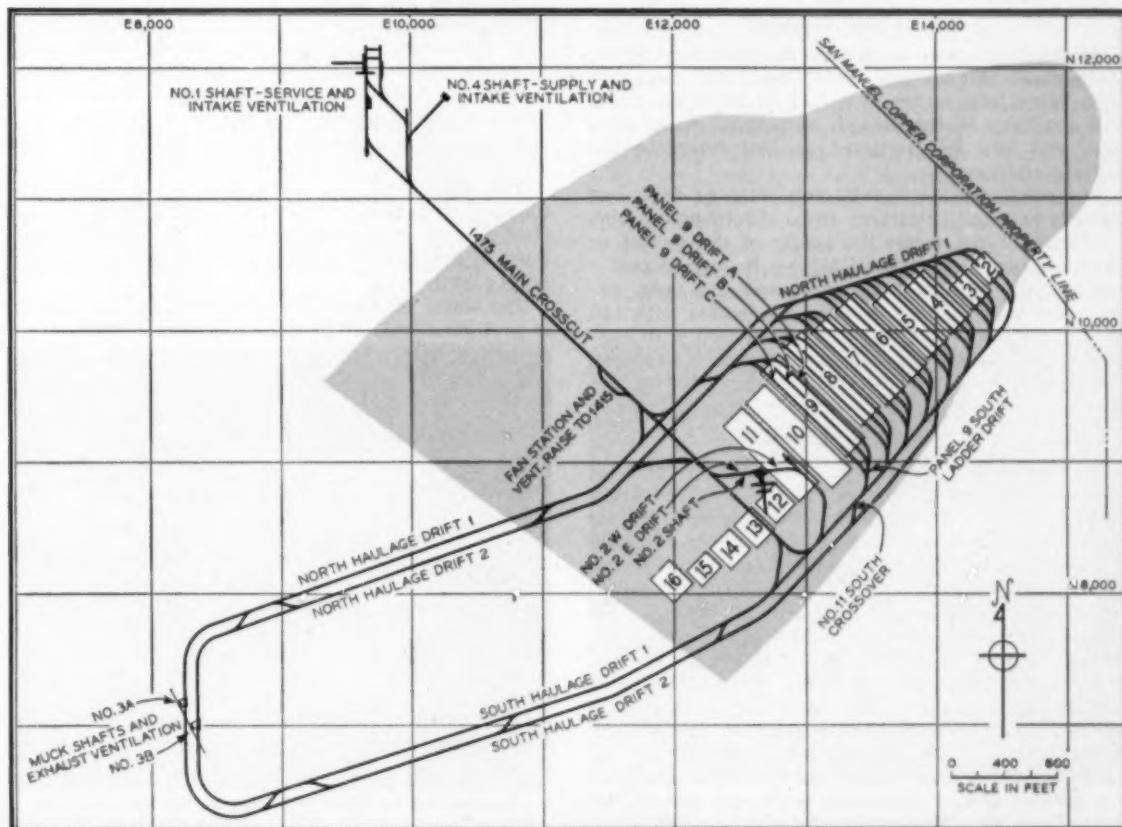 E8,000
E10,000
E12,000
E14,000
N 12,000
NO.1 SHAFT-SERVICE AND
INTAKE VENTILATION
NO.4 SHAFT-SUPPLY AND
INTAKE VENTILATION
SAN MANUEL COPPER CORPORATION PROPERTY LINE
1475 MAIN CROSSCUT
PANEL 9 DRIFT A
PANEL 9 DRIFT B
PANEL 9 DRIFT C
NORTH HAULAGE DRIFT 1
N 10,000
2
3
4
5
6
7
8
9
10
11
12
13
14
15
16
FAN STATION AND
VENT. RAISE TO 1415
PANEL 9 SOUTH
LADDER DRIFT
NO. 2 W DRIFT
NO. 2 E DRIFT
NO. 2 SHAFT
NO. 11 SOUTH
CROSSOVER
NORTH HAULAGE DRIFT 1
NORTH HAULAGE DRIFT 2
N 8,000
N
SOUTH HAULAGE DRIFT 1
SOUTH HAULAGE DRIFT 2
NO. 3A
MUCK SHAFTS AND
EXHAUST VENTILATION
NO. 3B
0 400 800
SCALE IN FEET